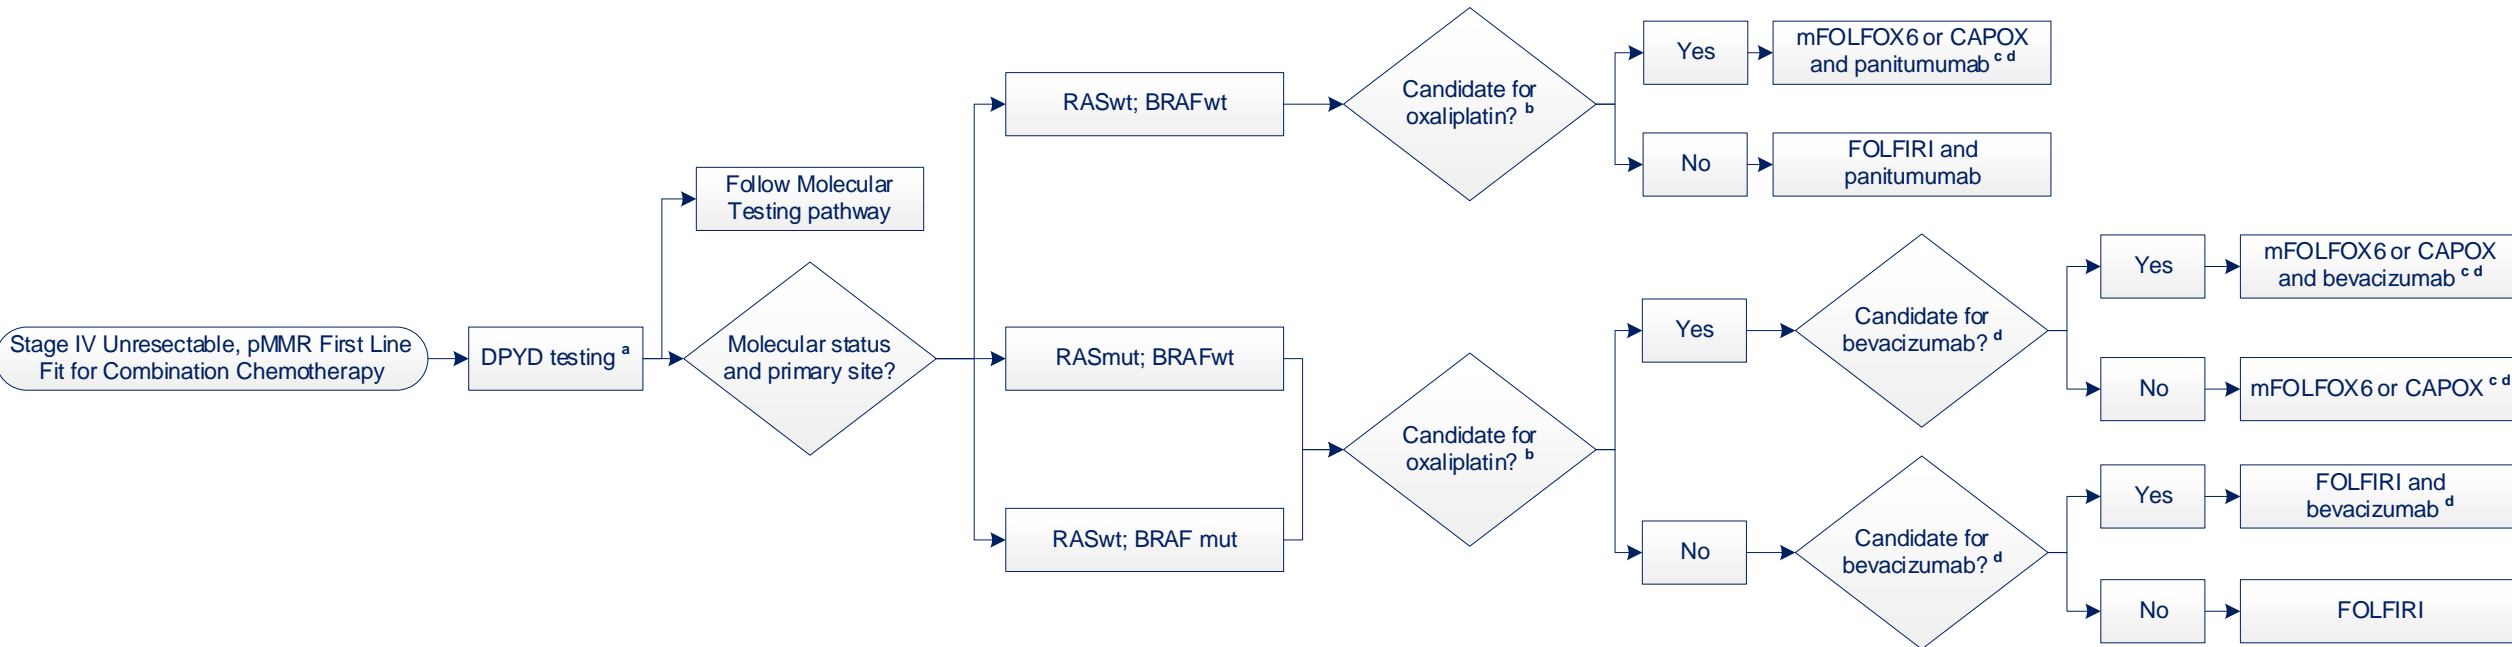 Stage IV Unresectable, pMMR First Line
Fit for Combination Chemotherapy
DPYD testing a
Follow Molecular
Testing pathway
Molecular status
and primary site?
RASwt; BRAFwt
Candidate for
oxaliplatin? b
Yes
mFOLFOX6 or CAPOX
and panitumumab c d
No
FOLFIRI and
panitumumab
RASmut; BRAFwt
RASwt; BRAF mut
Candidate for
oxaliplatin? b
Yes
Candidate for
bevacizumab? d
Yes
mFOLFOX6 or CAPOX
and bevacizumab c d
No
mFOLFOX6 or CAPOX c d
No
Candidate for
bevacizumab? d
Yes
FOLFIRI and
bevacizumab d
No
FOLFIRI